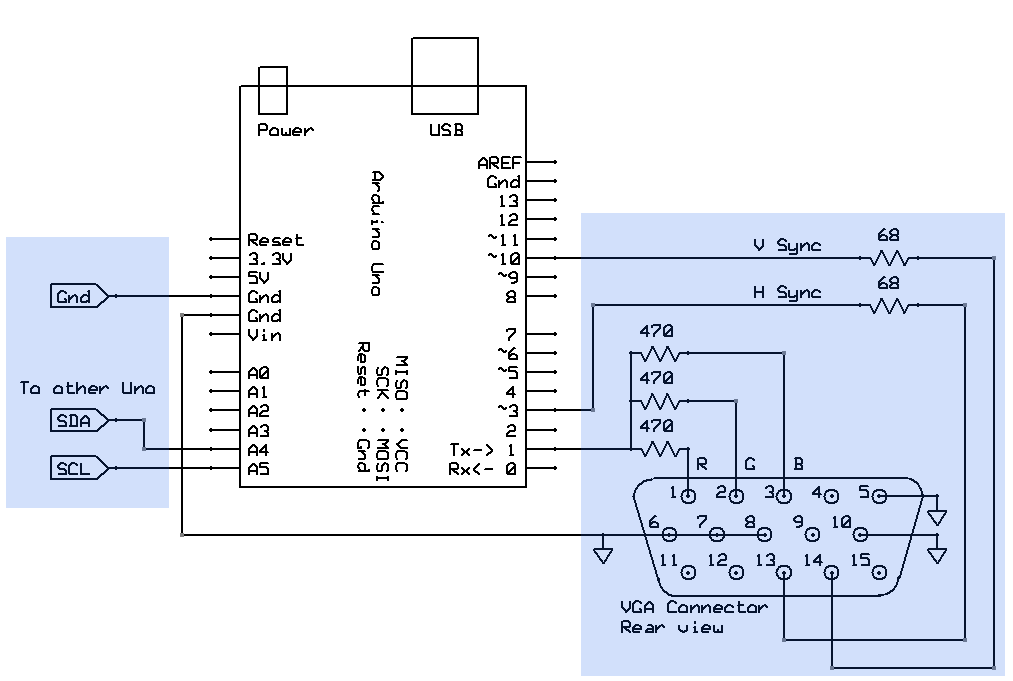 Power
USB
AREF
Gnd
13
12
~11
~10
~9
8
7
~6
~5
4
~3
2
Tx-> 1
Rx<- 0
Arduino Uno
Reset
3.3V
5V
Gnd
Gnd
Vin
A0
A1
A2
A3
A4
A5
MISO . . VCC
SCK . . MOSI
Reset . . Gnd
Gnd
To other Uno
SDA
SCL
V Sync
68
H Sync
68
470
470
470
R G B
1 2 3 4 5
6 7 8 9 10
11 12 13 14 15
VGA Connector
Rear view